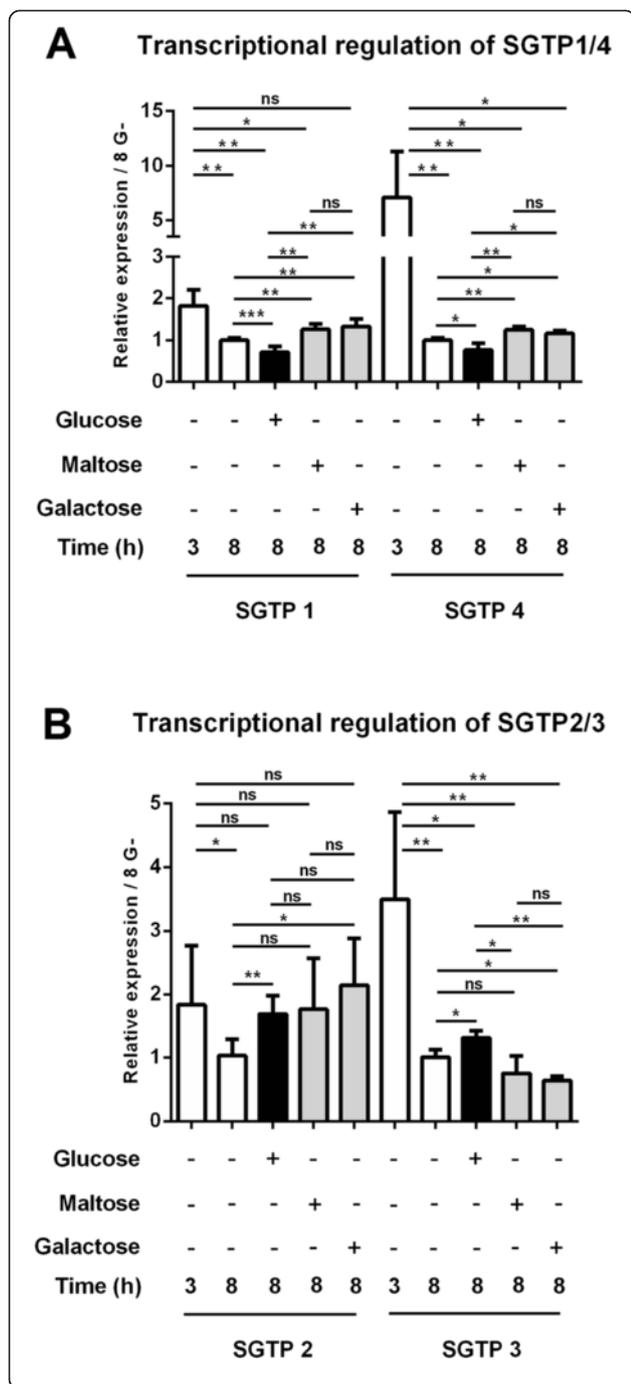 A Transcriptional regulation of SGTP1/4
ns *
* *
** **
** **
ns ns
** *
** **
** *
** **
*** *
15
10
5
3
2
1
0
Relative expression / 8 G-
Glucose - - + - - - - + - -
Maltose - - - + - - - - + -
Galactose - - - - + - - - - +
Time (h) 3 8 8 8 8 3 8 8 8 8
SGTP 1 SGTP 4
B Transcriptional regulation of SGTP2/3
ns **
ns **
ns *
* **
ns ns
ns **
ns *
* *
ns ns
** *
5
4
3
2
1
0
Relative expression / 8 G-
Glucose - - + - - - - + - -
Maltose - - - + - - - - + -
Galactose - - - - + - - - - +
Time (h) 3 8 8 8 8 3 8 8 8 8
SGTP 2 SGTP 3